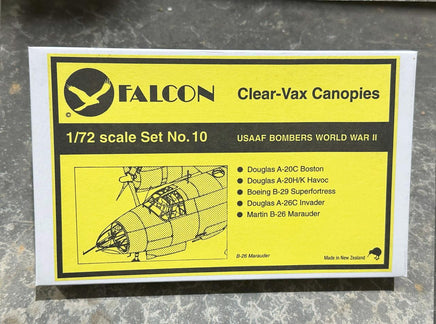 FALCON
Clear-Vax Canopies
©
1/72 scale Set No.10
USAAF BOMBERS WORLD WAR II
Douglas A-20C Boston
Douglas A-20H/K Havoc
Boeing B-29 Superfortress
Douglas A-26C Invader
Martin B-26 Marauder
B-26 Marauder
Made in New Zealand